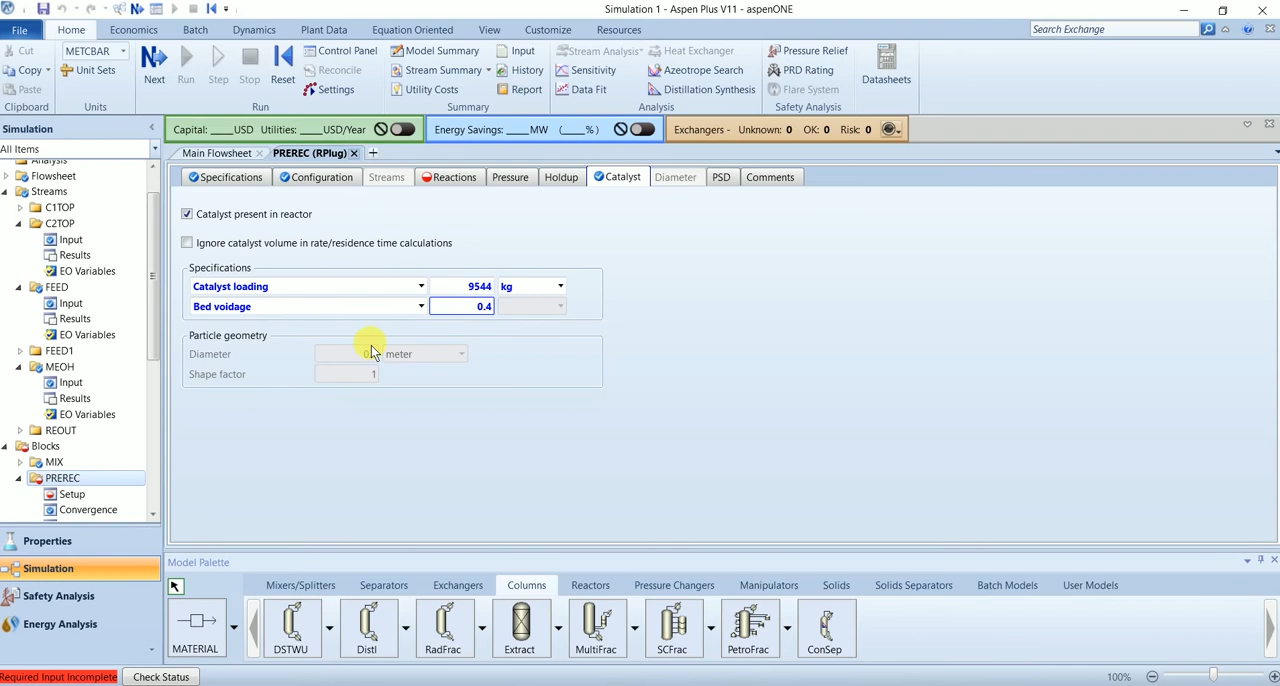 Simulation 1 - Aspen Plus V11 - aspenONE
File Home Economics Batch Dynamics Plant Data Equation Oriented View Customize Resources Search Exchange
Cut METCBAR Control Panel Model Summary Input Stream Analysis Heat Exchanger Pressure Relief
Copy Unit Sets Next Run Step Stop Reset Reconcile Stream Summary History Sensitivity Azeotrope Search PRD Rating Datasheets
Paste Settings Utility Costs Report Data Fit Distillation Synthesis Flare System
Clipboard Units Run Summary Analysis Safety Analysis
Simulation Capital: ____USD Utilities: ____USD/Year Energy Savings: ____MW (____%) Exchangers - Unknown: 0 OK: 0 Risk: 0
All Items Main Flowsheet PREREC (RPlug)
Analysis
Flowsheet Specifications Configuration Streams Reactions Pressure Holdup Catalyst Diameter PSD Comments
Streams
C1TOP Catalyst present in reactor
C2TOP
Input Ignore catalyst volume in rate/residence time calculations
Results
EO Variables Specifications
FEED Catalyst loading 9544 kg
Input Bed voidage 0.4
Results
EO Variables Particle geometry
FEED1 Diameter meter
MEOH Shape factor 1
Input
Results
EO Variables
REOUT
Blocks
MIX
PREREC
Setup
Convergence
Properties
Model Palette
Simulation Mixers/Splitters Separators Exchangers Columns Reactors Pressure Changers Manipulators Solids Solids Separators Batch Models User Models
Safety Analysis
Energy Analysis
MATERIAL DSTWU Distl RadFrac Extract MultiFrac SCFrac PetroFrac ConSep
Required Input Incomplete Check Status 100%